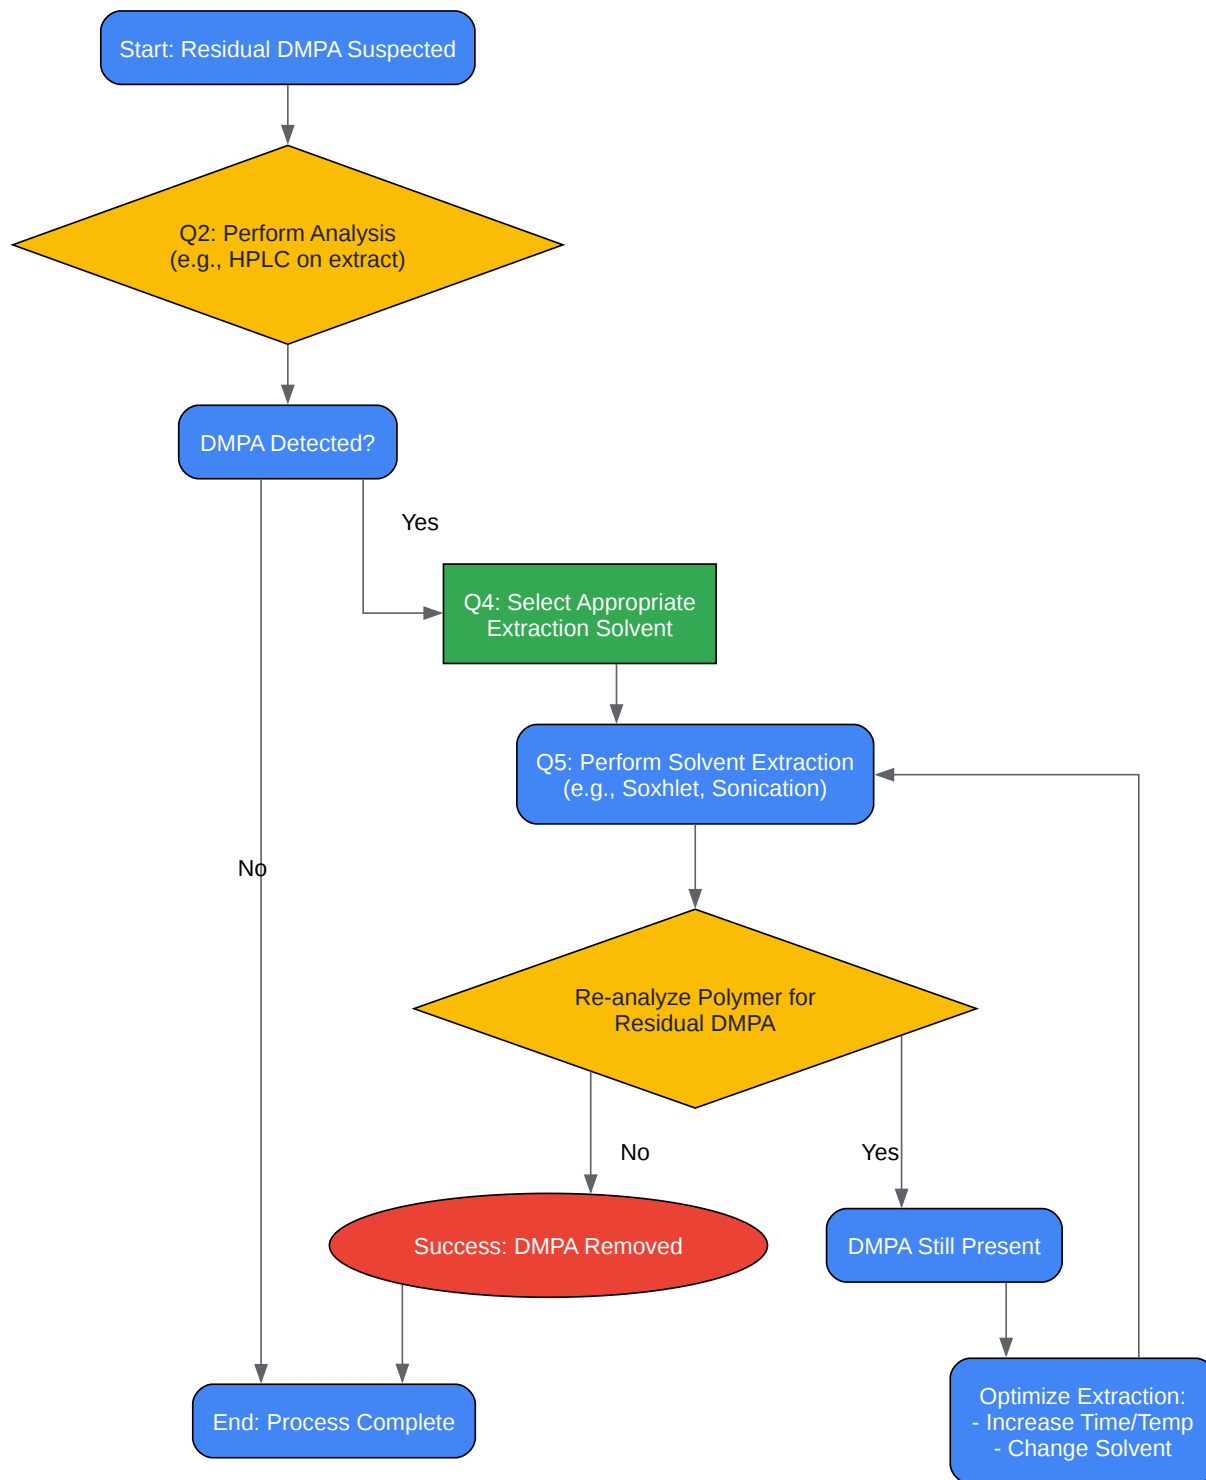 Start: Residual DMPA Suspected
Q2: Perform Analysis
(e.g., HPLC on extract)
DMPA Detected?
Yes
Q4: Select Appropriate
Extraction Solvent
Q5: Perform Solvent Extraction
(e.g., Soxhlet, Sonication)
No
Re-analyze Polymer for
Residual DMPA
No
Yes
Success: DMPA Removed
DMPA Still Present
End: Process Complete
Optimize Extraction:
- Increase Time/Temp
- Change Solvent